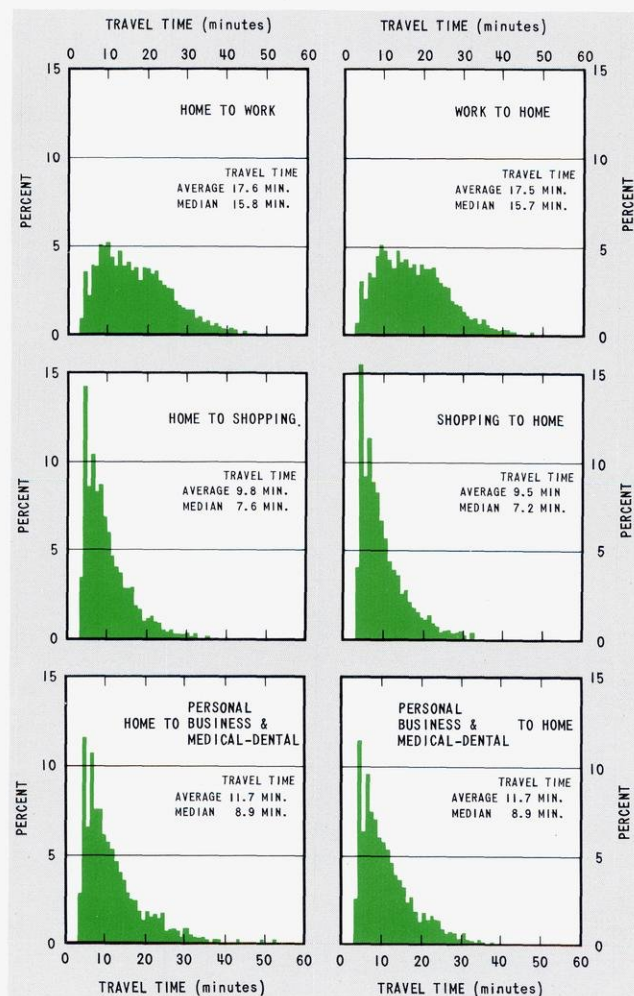 TRAVEL TIME (minutes)
TRAVEL TIME (minutes)
0 10 20 30 40 50 60
0 10 20 30 40 50 60
15
10
5
0
PERCENT
HOME TO WORK
TRAVEL TIME
AVERAGE 17.6 MIN.
MEDIAN 15.8 MIN.
WORK TO HOME
TRAVEL TIME
AVERAGE 17.5 MIN.
MEDIAN 15.7 MIN.
15
10
5
0
PERCENT
15
10
5
0
PERCENT
HOME TO SHOPPING.
TRAVEL TIME
AVERAGE 9.8 MIN.
MEDIAN 7.6 MIN.
SHOPPING TO HOME
TRAVEL TIME
AVERAGE 9.5 MIN
MEDIAN 7.2 MIN.
15
10
5
0
PERCENT
15
10
5
0
PERCENT
PERSONAL
HOME TO BUSINESS &
MEDICAL-DENTAL
TRAVEL TIME
AVERAGE 11.7 MIN.
MEDIAN 8.9 MIN.
PERSONAL
BUSINESS & TO HOME
MEDICAL-DENTAL
TRAVEL TIME
AVERAGE 11.7 MIN.
MEDIAN 8.9 MIN.
15
10
5
0
PERCENT
0 10 20 30 40 50 60
0 10 20 30 40 50 60
TRAVEL TIME (minutes)
TRAVEL TIME (minutes)